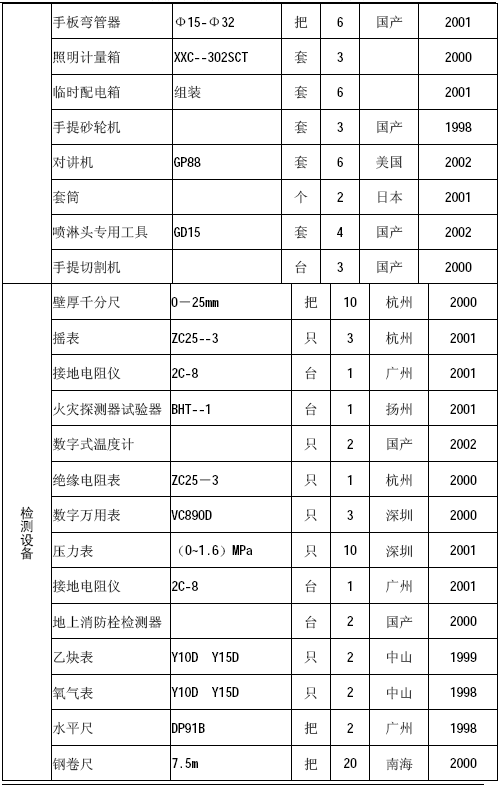 手板弯管器 Φ15-Φ32 把 6 国产 2001
照明计量箱 XXC--302SCT 套 3 2000
临时配电箱 组装 套 6 2001
手提砂轮机 套 3 国产 1998
对讲机 GP88 套 6 美国 2002
套筒 个 2 日本 2001
喷淋头专用工具 GD15 套 4 国产 2002
手提切割机 台 3 国产 2000
检测设备
壁厚千分尺 0－25mm 把 10 杭州 2000
摇表 ZC25--3 只 3 杭州 2001
接地电阻仪 2C-8 台 1 广州 2001
火灾探测器试验器 BHT--1 台 1 扬州 2001
数字式温度计 只 2 国产 2002
绝缘电阻表 ZC25－3 只 1 杭州 2000
数字万用表 VC890D 只 3 深圳 2000
压力表 （0~1.6）MPa 只 10 深圳 2001
接地电阻仪 2C-8 台 1 广州 2001
地上消防栓检测器 台 2 国产 2000
乙炔表 Y10D Y15D 只 2 中山 1999
氧气表 Y10D Y15D 只 2 中山 1998
水平尺 DP91B 把 2 广州 1998
钢卷尺 7.5m 把 20 南海 2000